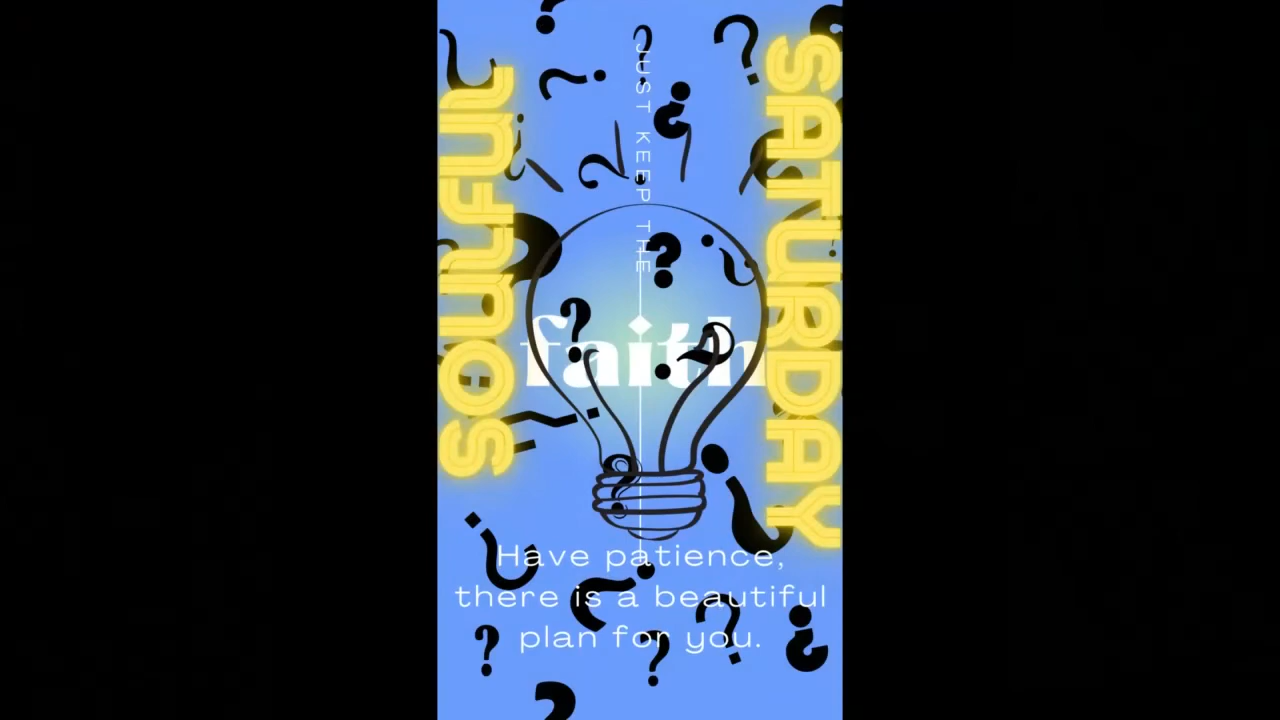 SOULFUL
SATURDAY
JUST KEEP THE
faith
Have patience,
there is a beautiful
plan for you.